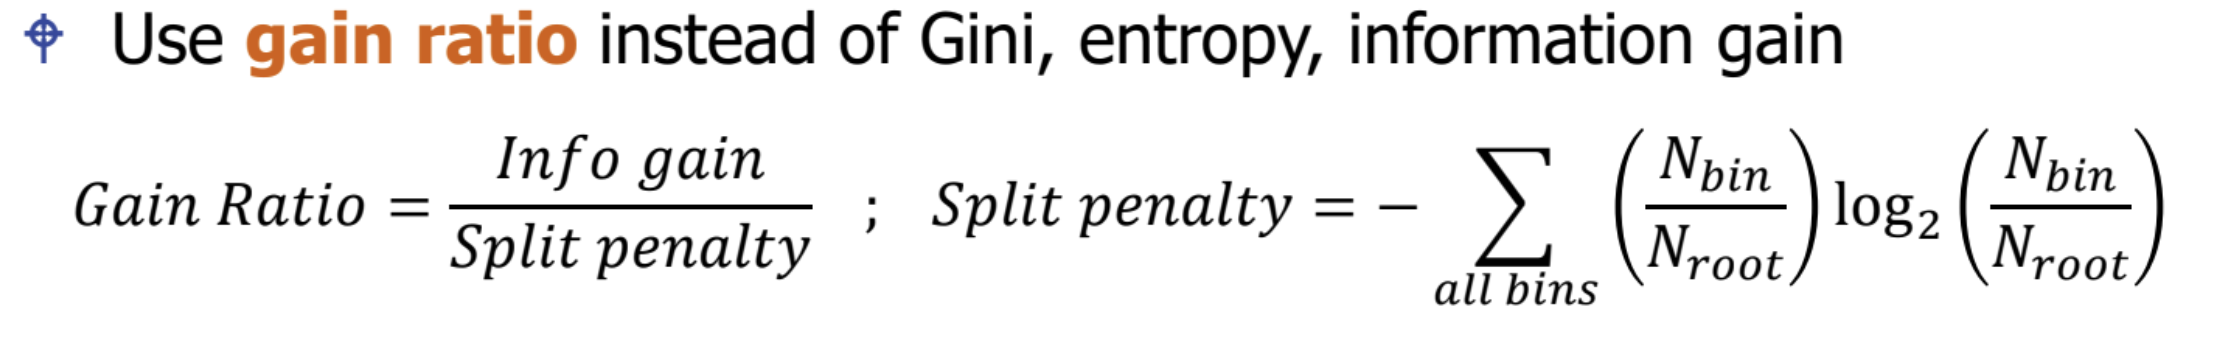 Use gain ratio instead of Gini, entropy, information gain
Gain Ratio = Info gain / Split penalty ; Split penalty = − ∑ all bins (N_bin / N_root) log₂ (N_bin / N_root)